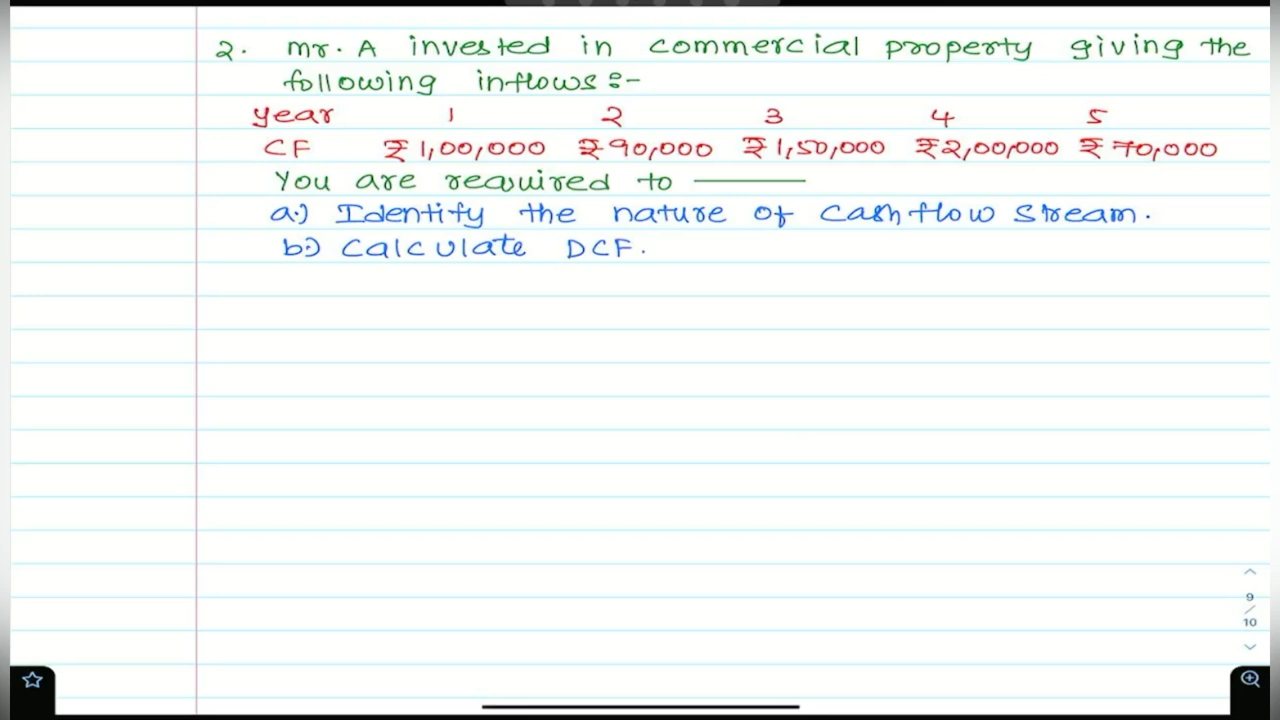 2. Mr. A invested in commercial property giving the
following inflows :-
Year 1 2 3 4 5
CF ₹1,00,000 ₹90,000 ₹1,50,000 ₹2,00,000 ₹70,000
You are required to ———
a.) Identify the nature of cashflow stream.
b.) Calculate DCF.
9
/
10